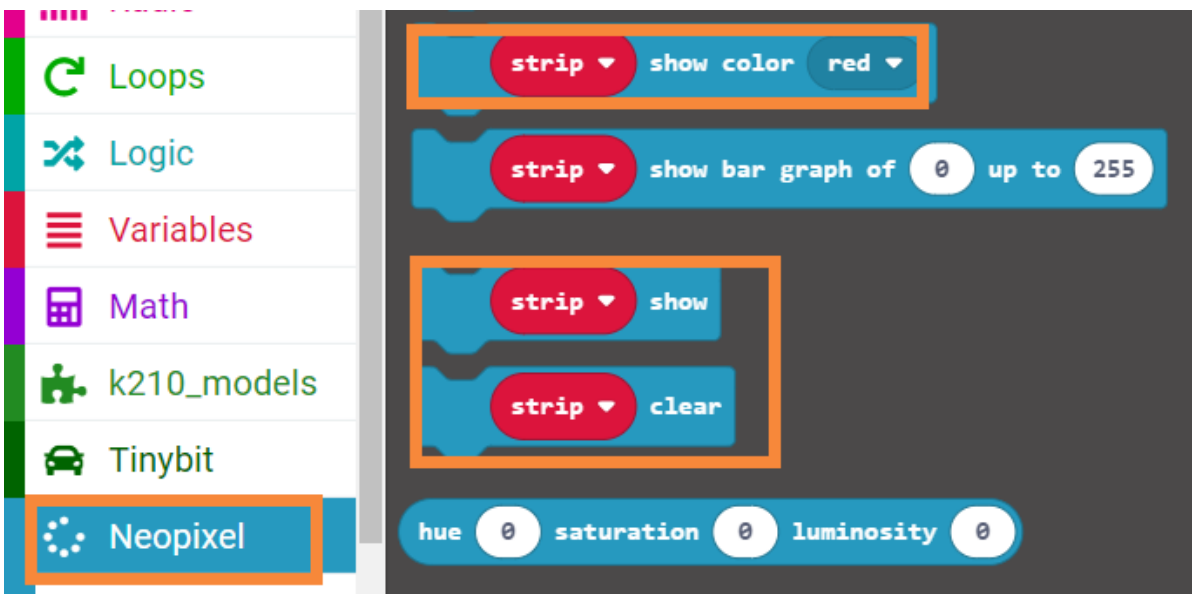 Loops
Logic
Variables
Math
k210_models
Tinybit
Neopixel
strip show color red
strip show bar graph of 0 up to 255
strip show
strip clear
hue 0 saturation 0 luminosity 0